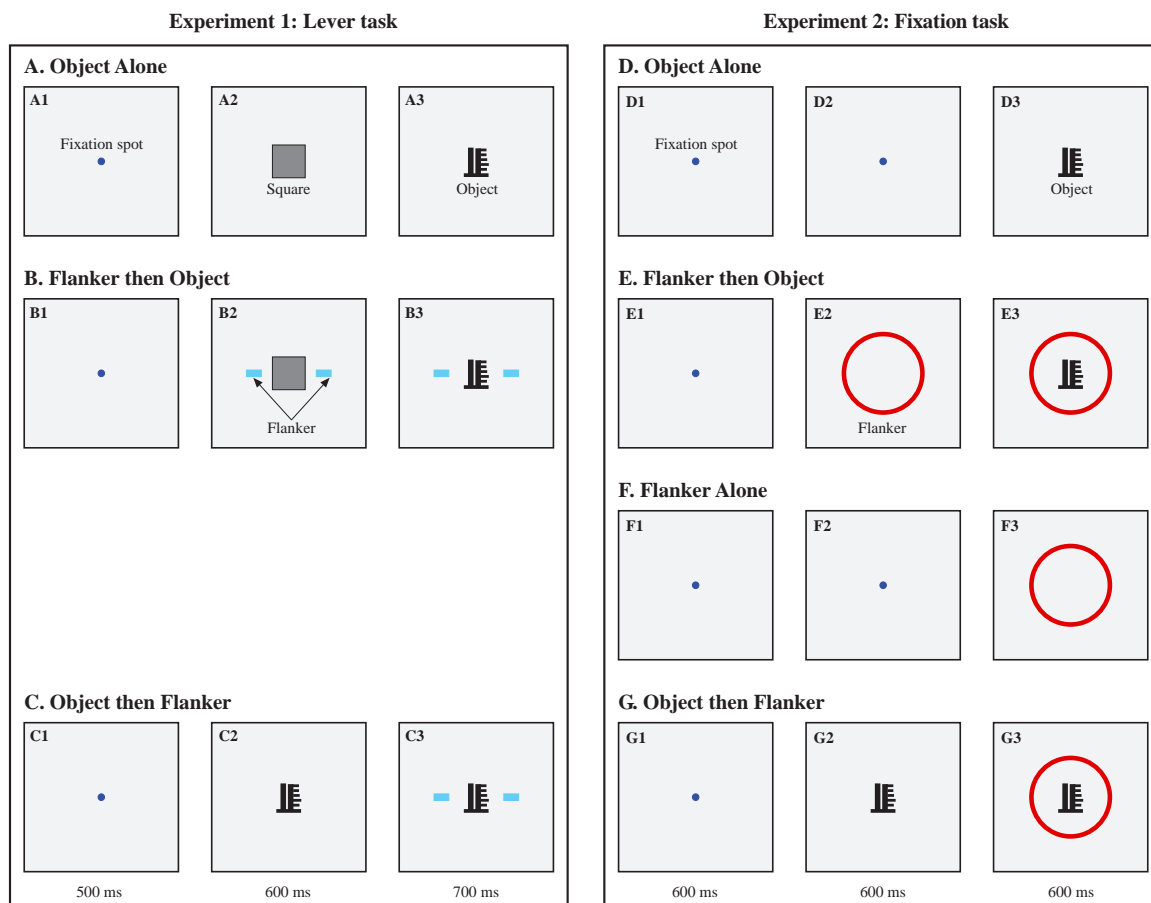 Experiment 1: Lever task
A. Object Alone
A1
Fixation spot
A2
Square
A3
Object
B. Flanker then Object
B1
B2
Flanker
B3
C. Object then Flanker
C1
C2
C3
500 ms
600 ms
700 ms
Experiment 2: Fixation task
D. Object Alone
D1
Fixation spot
D2
D3
Object
E. Flanker then Object
E1
E2
Flanker
E3
F. Flanker Alone
F1
F2
F3
G. Object then Flanker
G1
G2
G3
600 ms
600 ms
600 ms